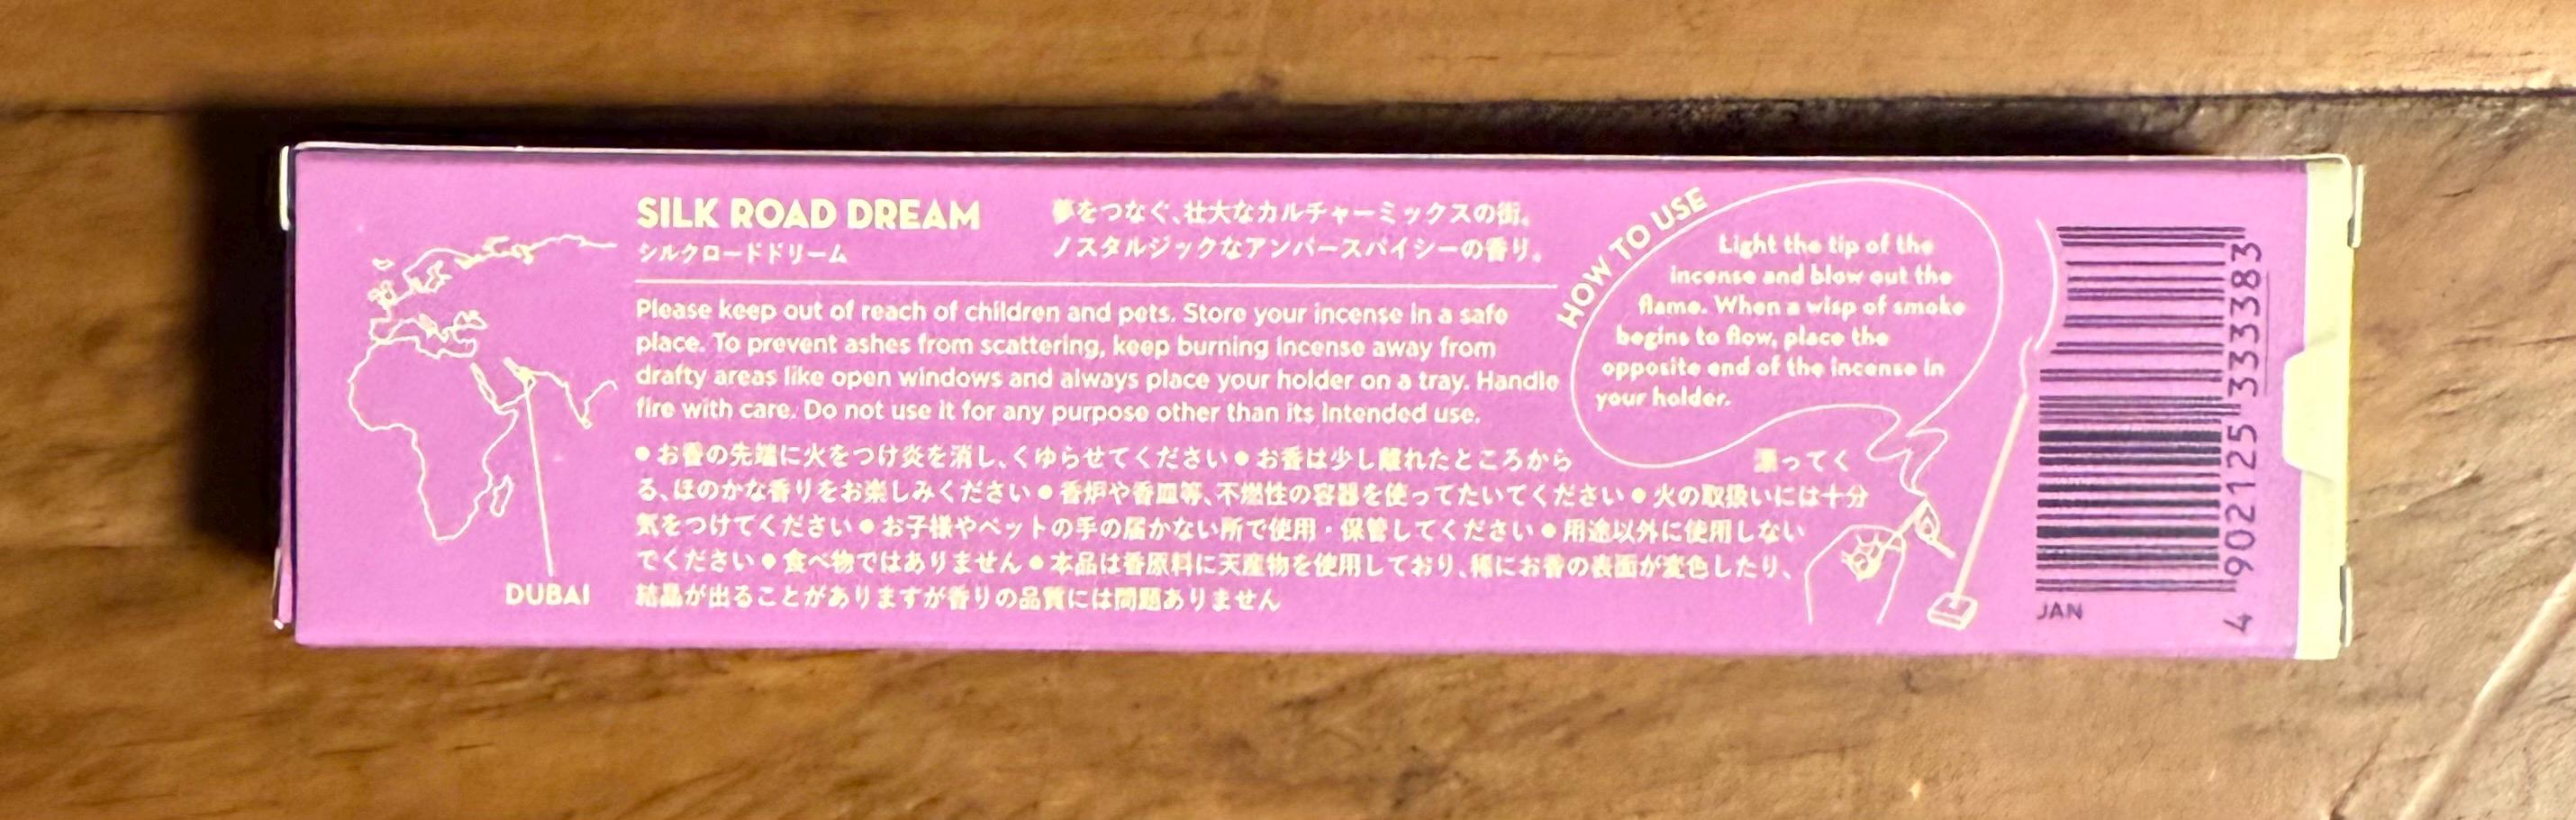 SILK ROAD DREAM
シルクロードドリーム
夢をつなぐ、壮大なカルチャーミックスの街。
ノスタルジックなアンバースパイシーの香り。
Please keep out of reach of children and pets. Store your incense in a safe
place. To prevent ashes from scattering, keep burning incense away from
drafty areas like open windows and always place your holder on a tray. Handle
fire with care. Do not use it for any purpose other than its intended use.
●お香の先端に火をつけ炎を消し、くゆらせてください●お香は少し離れたところから 漂ってく
る、ほのかな香りをお楽しみください●香炉や香皿等、不燃性の容器を使ってたいてください●火の取扱いには十分
気をつけてください●お子様やペットの手の届かない所で使用・保管してください●用途以外に使用しない
でください●食べ物ではありません●本品は香原料に天産物を使用しており、稀にお香の表面が変色したり、
結晶が出ることがありますが香りの品質には問題ありません
DUBAI
HOW TO USE
Light the tip of the
incense and blow out the
flame. When a wisp of smoke
begins to flow, place the
opposite end of the incense in
your holder.
JAN
4 902125 333383